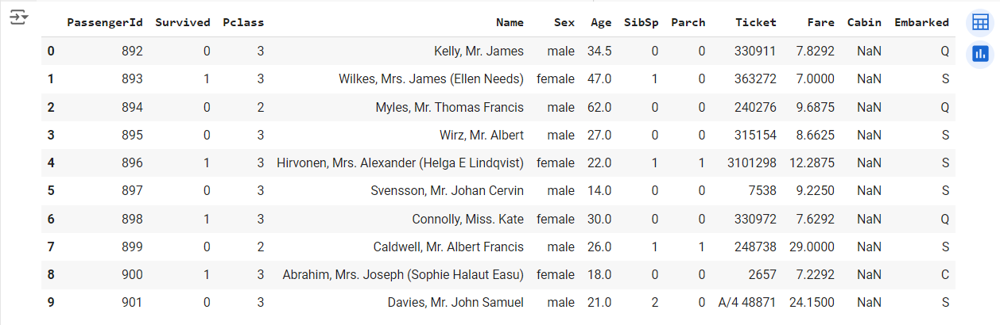 PassengerId Survived Pclass Name Sex Age SibSp Parch Ticket Fare Cabin Embarked
0 892 0 3 Kelly, Mr. James male 34.5 0 0 330911 7.8292 NaN Q
1 893 1 3 Wilkes, Mrs. James (Ellen Needs) female 47.0 1 0 363272 7.0000 NaN S
2 894 0 2 Myles, Mr. Thomas Francis male 62.0 0 0 240276 9.6875 NaN Q
3 895 0 3 Wirz, Mr. Albert male 27.0 0 0 315154 8.6625 NaN S
4 896 1 3 Hirvonen, Mrs. Alexander (Helga E Lindqvist) female 22.0 1 1 3101298 12.2875 NaN S
5 897 0 3 Svensson, Mr. Johan Cervin male 14.0 0 0 7538 9.2250 NaN S
6 898 1 3 Connolly, Miss. Kate female 30.0 0 0 330972 7.6292 NaN Q
7 899 0 2 Caldwell, Mr. Albert Francis male 26.0 1 1 248738 29.0000 NaN S
8 900 1 3 Abrahim, Mrs. Joseph (Sophie Halaut Easu) female 18.0 0 0 2657 7.2292 NaN C
9 901 0 3 Davies, Mr. John Samuel male 21.0 2 0 A/4 48871 24.1500 NaN S